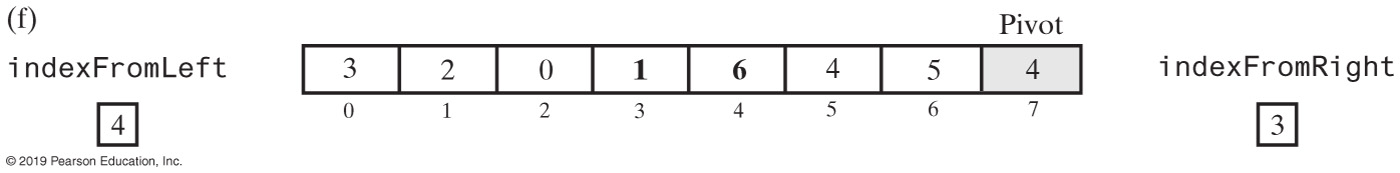 (f)
Pivot
indexFromLeft 3 2 0 1 6 4 5 4 indexFromRight
0 1 2 3 4 5 6 7
4 3
© 2019 Pearson Education, Inc.